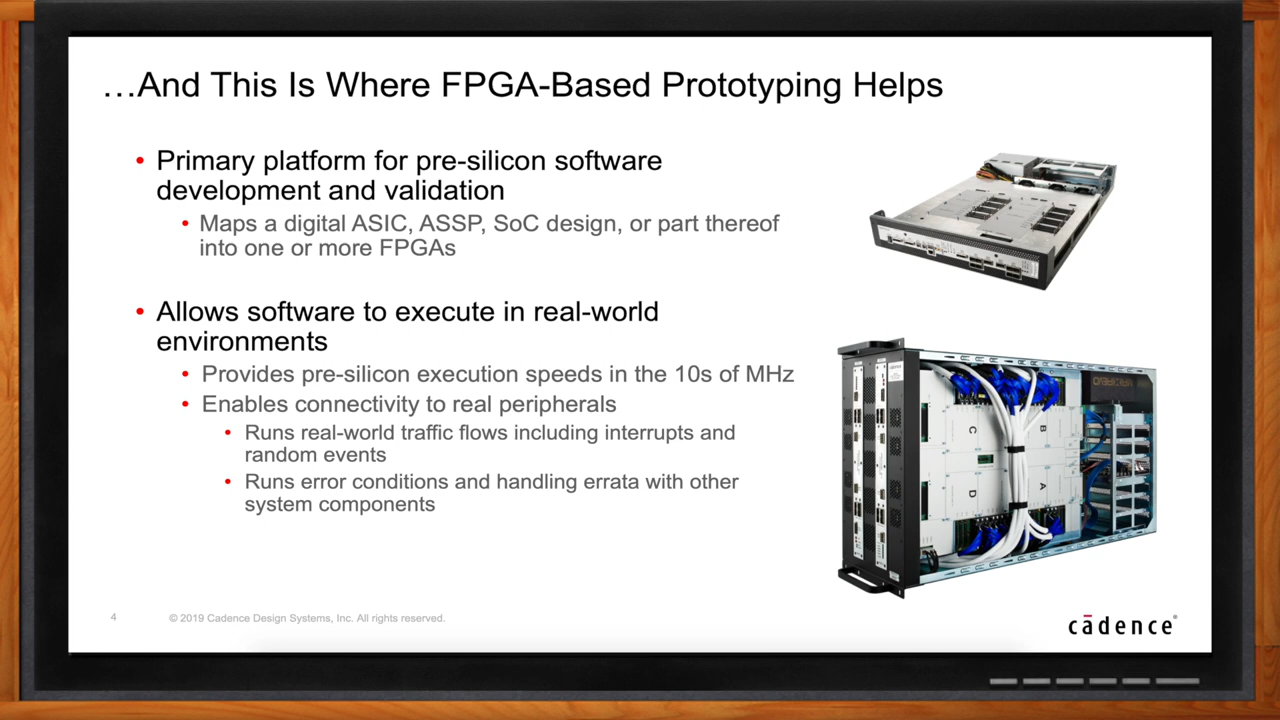 …And This Is Where FPGA-Based Prototyping Helps
• Primary platform for pre-silicon software
development and validation
• Maps a digital ASIC, ASSP, SoC design, or part thereof
into one or more FPGAs
• Allows software to execute in real-world
environments
• Provides pre-silicon execution speeds in the 10s of MHz
• Enables connectivity to real peripherals
• Runs real-world traffic flows including interrupts and
random events
• Runs error conditions and handling errata with other
system components
C
B
D
A
4
© 2019 Cadence Design Systems, Inc. All rights reserved.
cādence®